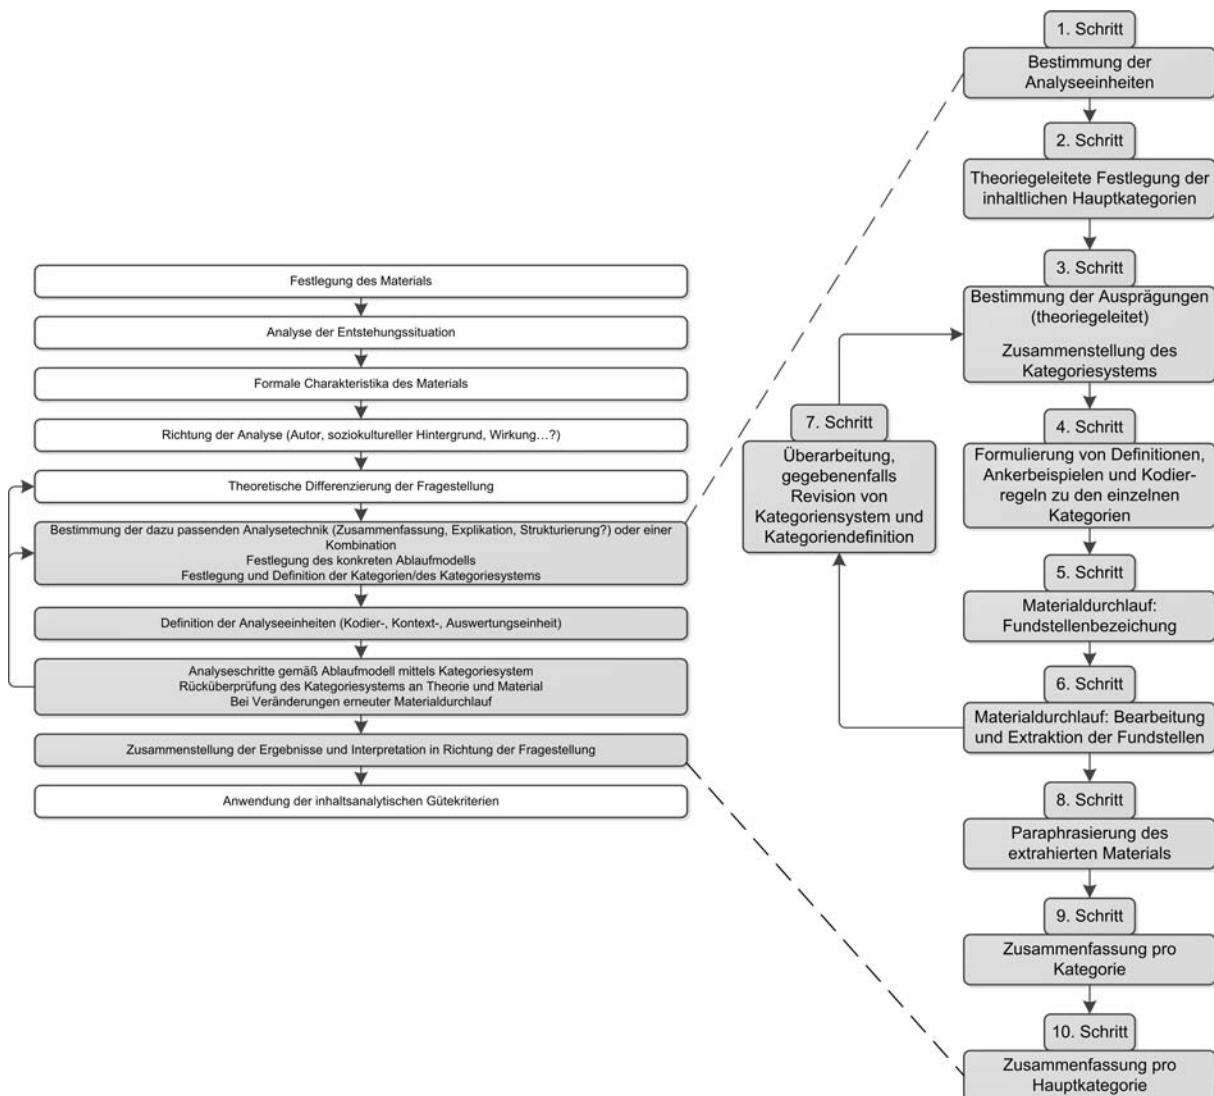 Festlegung des Materials
Analyse der Entstehungssituation
Formale Charakteristika des Materials
Richtung der Analyse (Autor, soziokultureller Hintergrund, Wirkung…?)
Theoretische Differenzierung der Fragestellung
Bestimmung der dazu passenden Analysetechnik (Zusammenfassung, Explikation, Strukturierung?) oder einer
Kombination
Festlegung des konkreten Ablaufmodells
Festlegung und Definition der Kategorien/des Kategoriesystems
Definition der Analyseeinheiten (Kodier-, Kontext-, Auswertungseinheit)
Analyseschritte gemäß Ablaufmodell mittels Kategoriesystem
Rücküberprüfung des Kategoriesystems an Theorie und Material
Bei Veränderungen erneuter Materialdurchlauf
Zusammenstellung der Ergebnisse und Interpretation in Richtung der Fragestellung
Anwendung der inhaltsanalytischen Gütekriterien
1. Schritt
Bestimmung der
Analyseeinheiten
2. Schritt
Theoriegeleitete Festlegung der
inhaltlichen Hauptkategorien
3. Schritt
Bestimmung der Ausprägungen
(theoriegeleitet)
Zusammenstellung des
Kategoriesystems
4. Schritt
Formulierung von Definitionen,
Ankerbeispielen und Kodier-
regeln zu den einzelnen
Kategorien
5. Schritt
Materialdurchlauf:
Fundstellenbezeichung
6. Schritt
Materialdurchlauf: Bearbeitung
und Extraktion der Fundstellen
7. Schritt
Überarbeitung,
gegebenenfalls
Revision von
Kategoriensystem und
Kategoriendefinition
8. Schritt
Paraphrasierung des
extrahierten Materials
9. Schritt
Zusammenfassung pro
Kategorie
10. Schritt
Zusammenfassung pro
Hauptkategorie